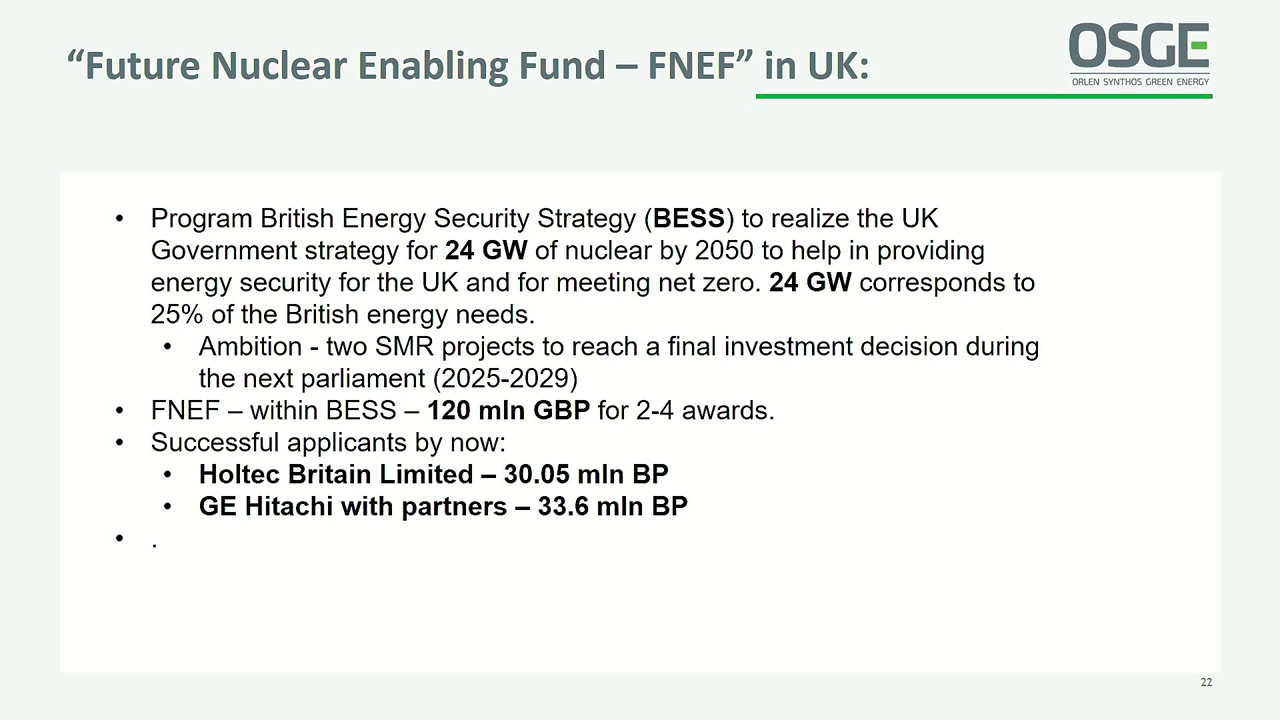 “Future Nuclear Enabling Fund – FNEF” in UK:
OSGE
ORLEN SYNTHOS GREEN ENERGY
• Program British Energy Security Strategy (BESS) to realize the UK
Government strategy for 24 GW of nuclear by 2050 to help in providing
energy security for the UK and for meeting net zero. 24 GW corresponds to
25% of the British energy needs.
• Ambition - two SMR projects to reach a final investment decision during
the next parliament (2025-2029)
• FNEF – within BESS – 120 mln GBP for 2-4 awards.
• Successful applicants by now:
• Holtec Britain Limited – 30.05 mln BP
• GE Hitachi with partners – 33.6 mln BP
• .
22